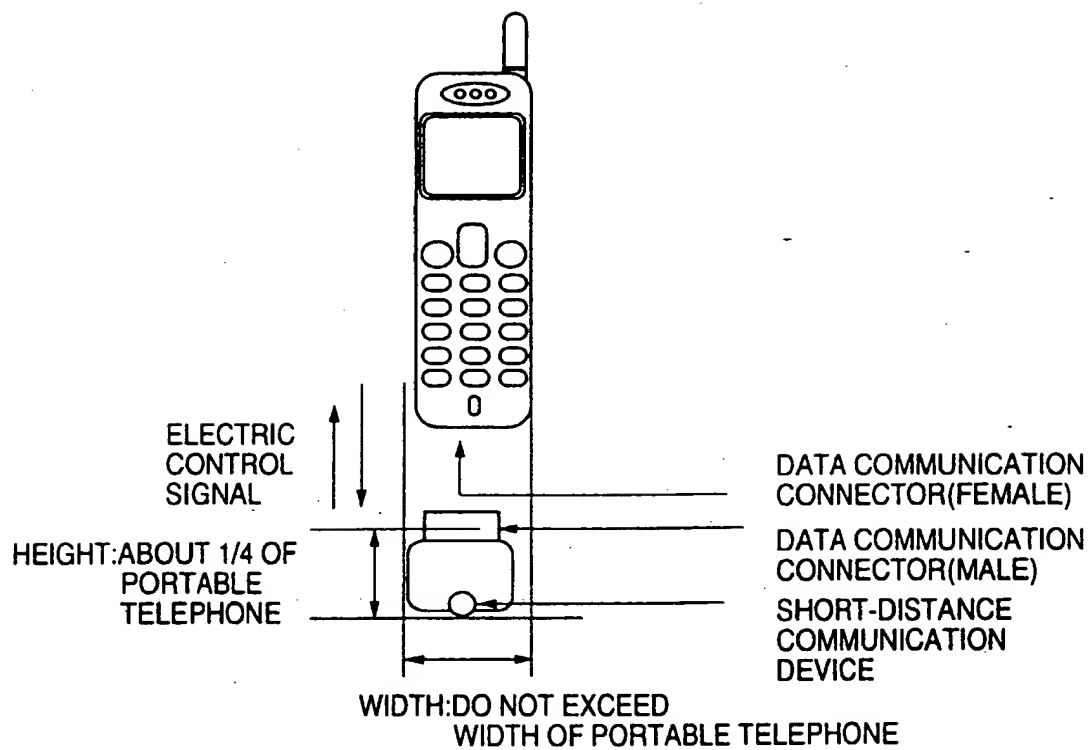 ELECTRIC
CONTROL
SIGNAL
DATA COMMUNICATION
CONNECTOR(FEMALE)
HEIGHT:ABOUT 1/4 OF
PORTABLE
TELEPHONE
DATA COMMUNICATION
CONNECTOR(MALE)
SHORT-DISTANCE
COMMUNICATION
DEVICE
WIDTH:DO NOT EXCEED
WIDTH OF PORTABLE TELEPHONE